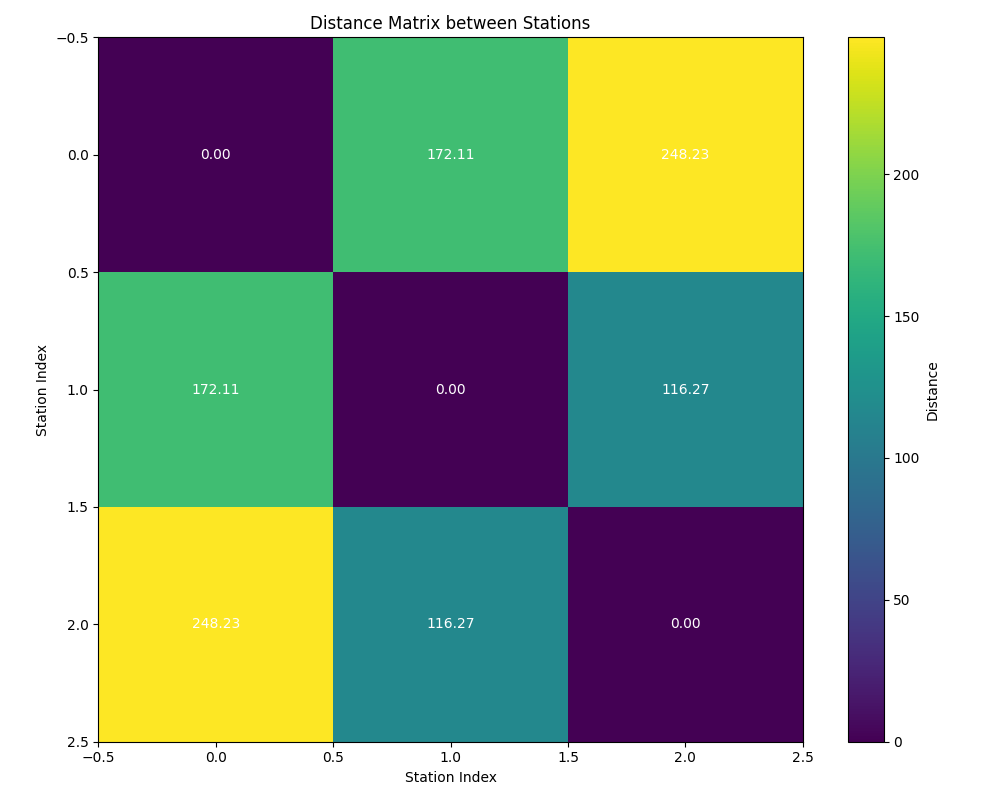 Distance Matrix between Stations
−0.5
0.0
0.5
1.0
1.5
2.0
2.5
Station Index
0.00 172.11 248.23
172.11 0.00 116.27
248.23 116.27 0.00
−0.5 0.0 0.5 1.0 1.5 2.0 2.5
Station Index
200
150
100
50
0
Distance